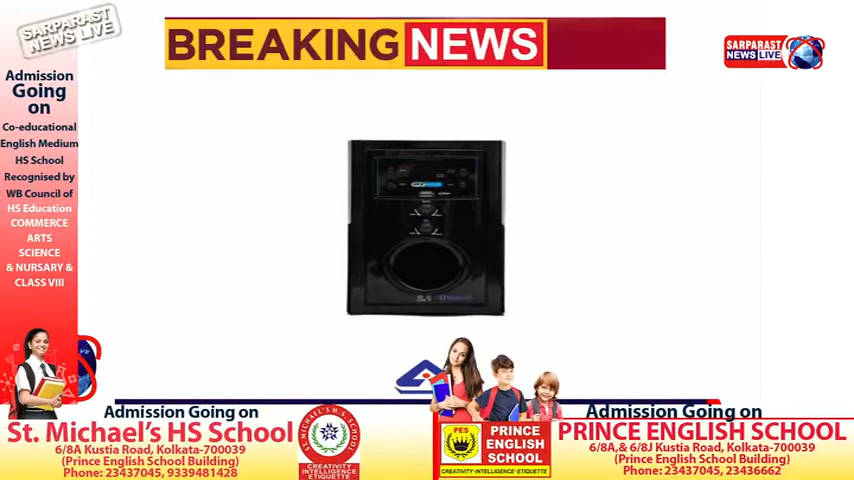 SARPARAST
NEWS LIVE
BREAKING NEWS
SARPARAST
NEWS LIVE
Admission
Going
on
Co-educational
English Medium
HS School
Recognised by
WB Council of
HS Education
COMMERCE
ARTS
SCIENCE
& NURSARY &
CLASS VIII
Admission Going on
St. Michael's HS School
6/8A Kustia Road, Kolkata-700039
(Prince English School Building)
Phone: 23437045, 9339481428
ST. MICHAEL'S H.S. SCHOOL
CREATIVITY
INTELLIGENCE
ETIQUETTE
PES
PRINCE
ENGLISH
SCHOOL
CREATIVITY-INTELLIGENCE-ETIQUETTE
Admission Going on
PRINCE ENGLISH SCHOOL
6/8A,& 6/8J Kustia Road, Kolkata-700039
(Prince English School Building)
Phone: 23437045, 23436662